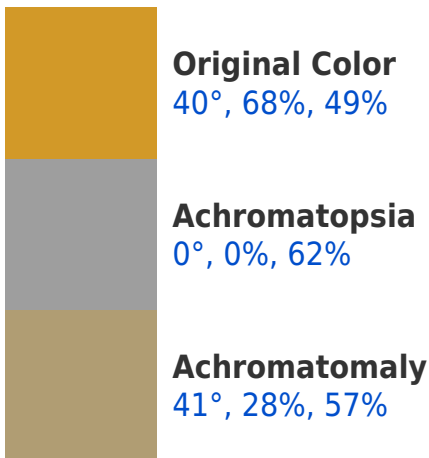 Original Color
40°, 68%, 49%
Achromatopsia
0°, 0%, 62%
Achromatomaly
41°, 28%, 57%